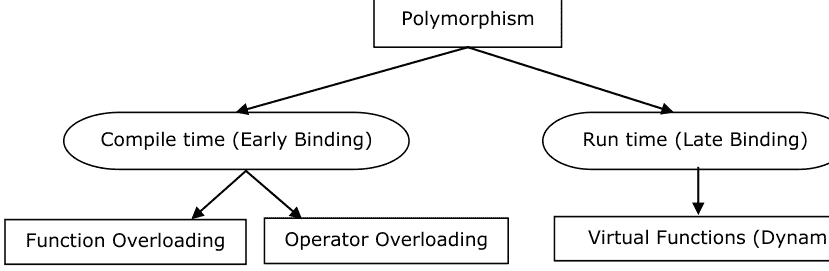 Polymorphism
Compile time (Early Binding)
Run time (Late Binding)
Function Overloading
Operator Overloading
Virtual Functions (Dynam